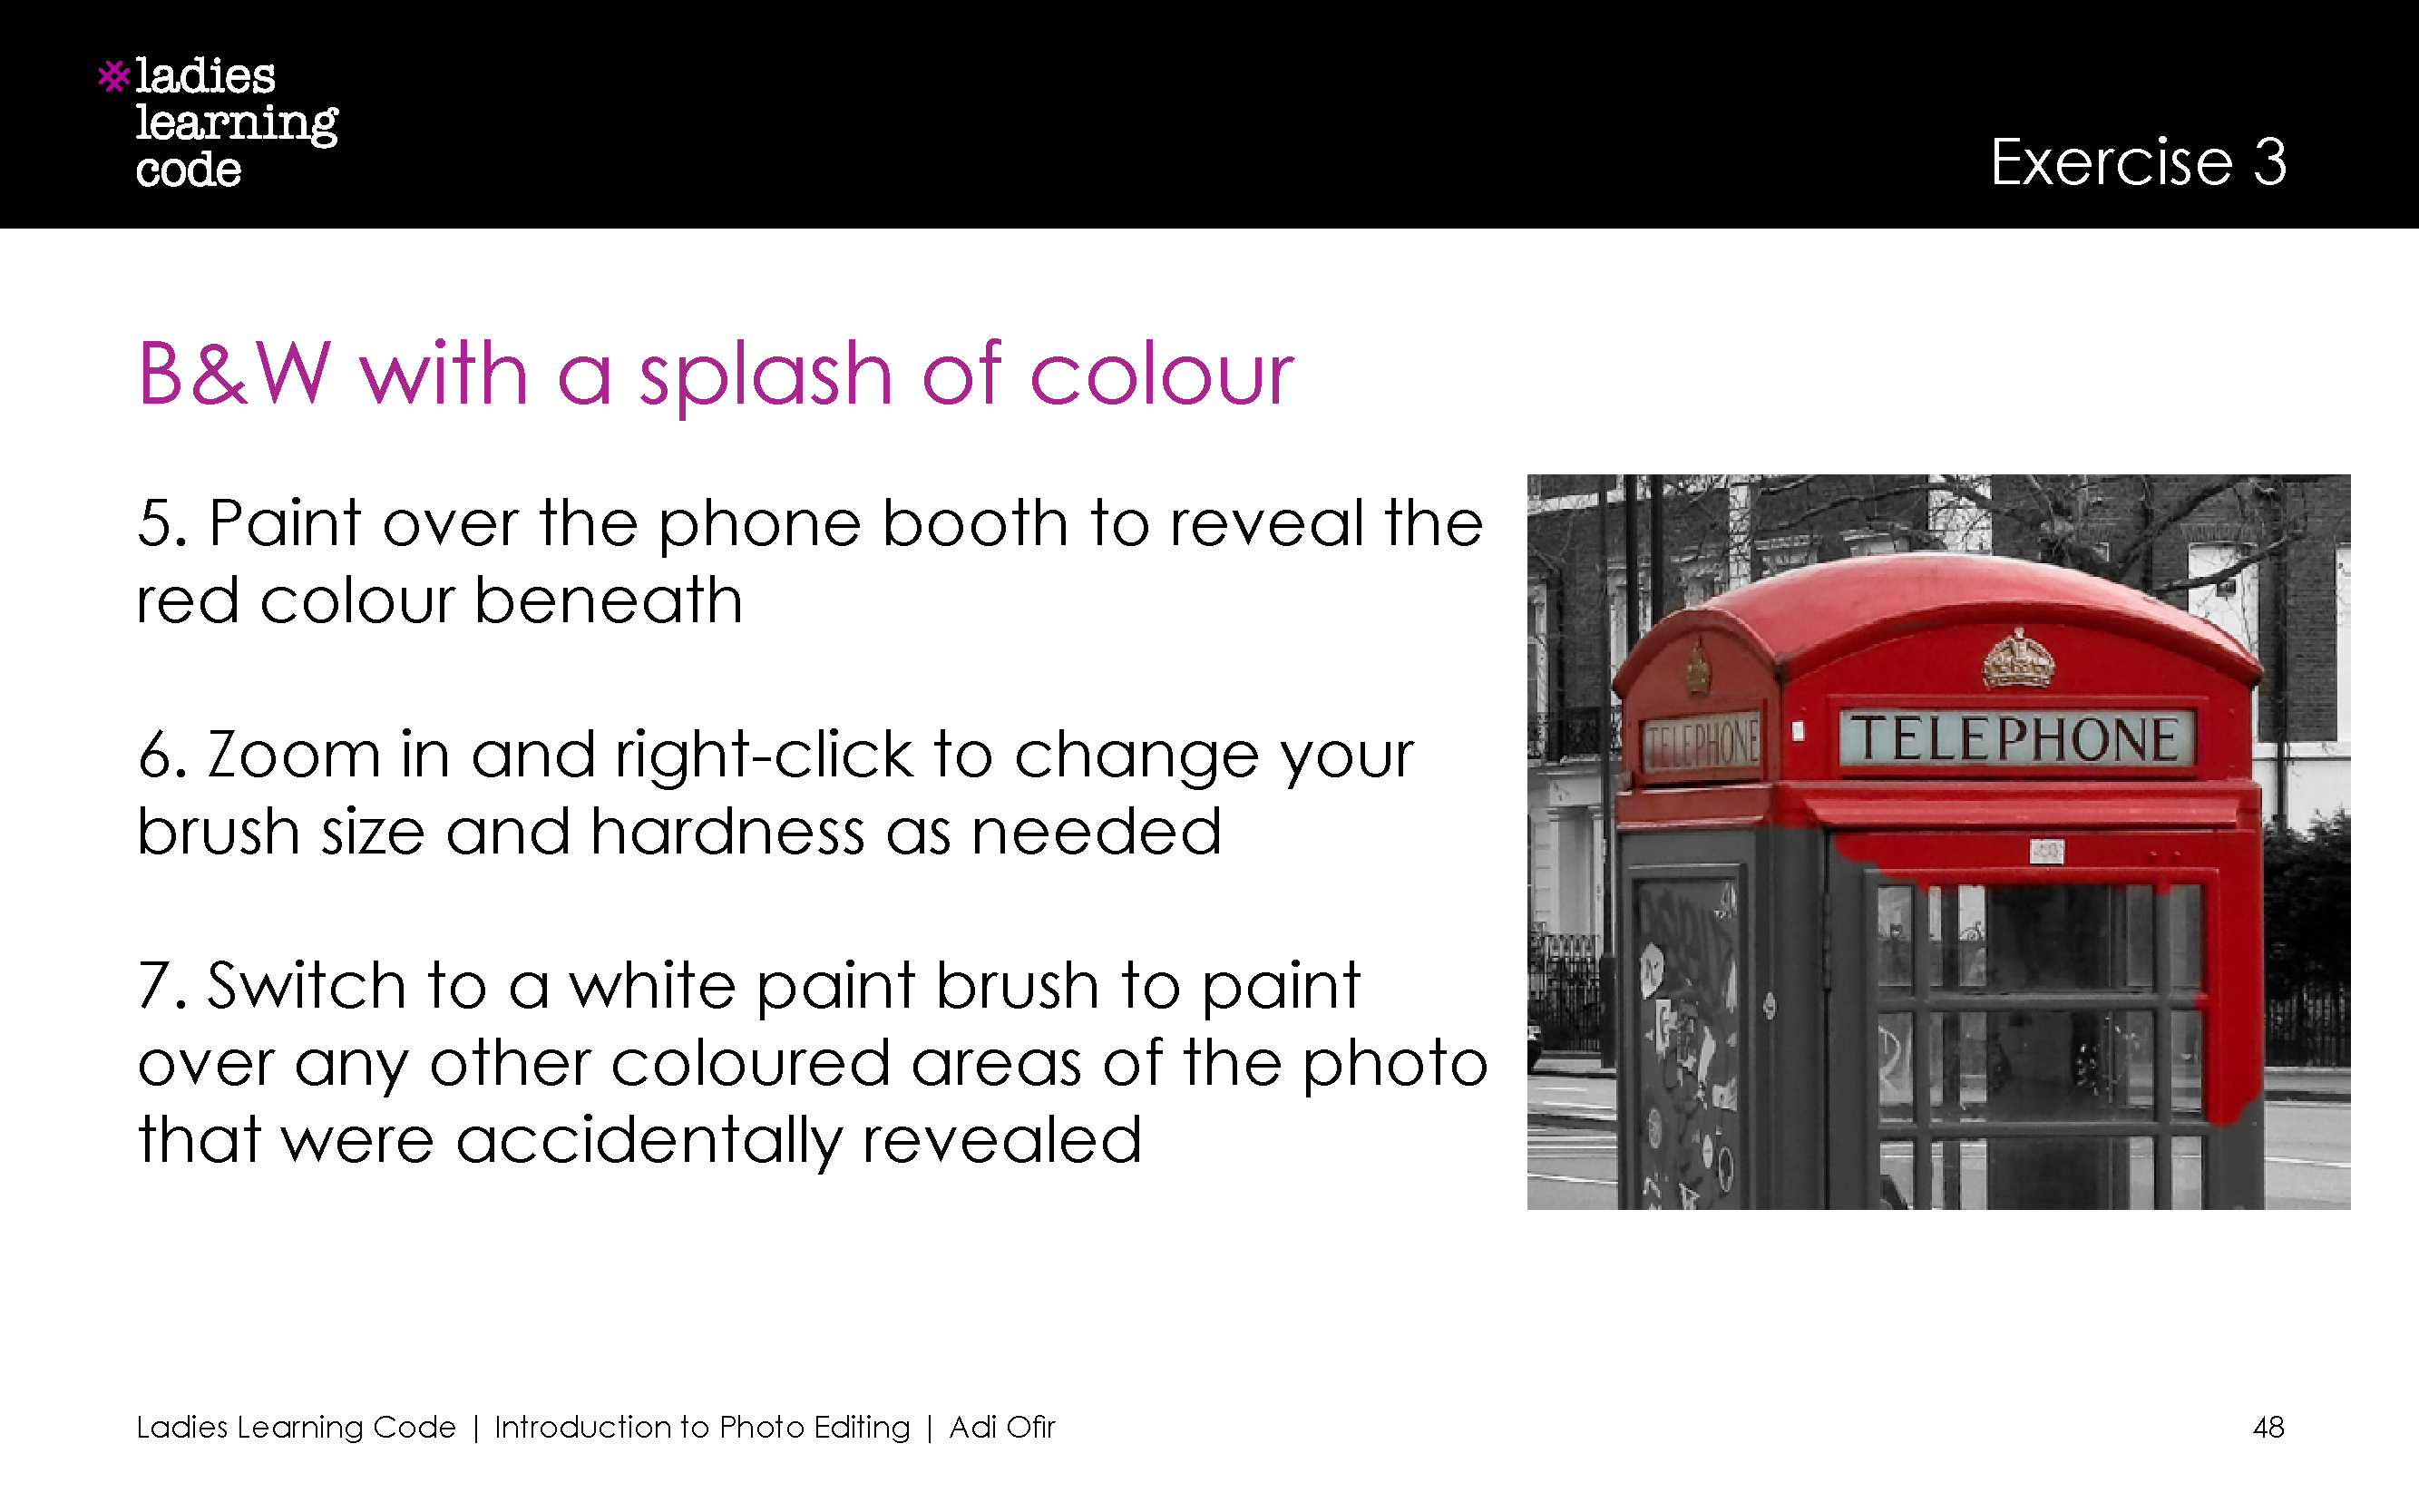 ladies
learning
code
Exercise 3
B&W with a splash of colour
5. Paint over the phone booth to reveal the
red colour beneath
6. Zoom in and right-click to change your
brush size and hardness as needed
7. Switch to a white paint brush to paint
over any other coloured areas of the photo
that were accidentally revealed
TELEPHONE
TELEPHONE
Ladies Learning Code | Introduction to Photo Editing | Adi Ofir
48